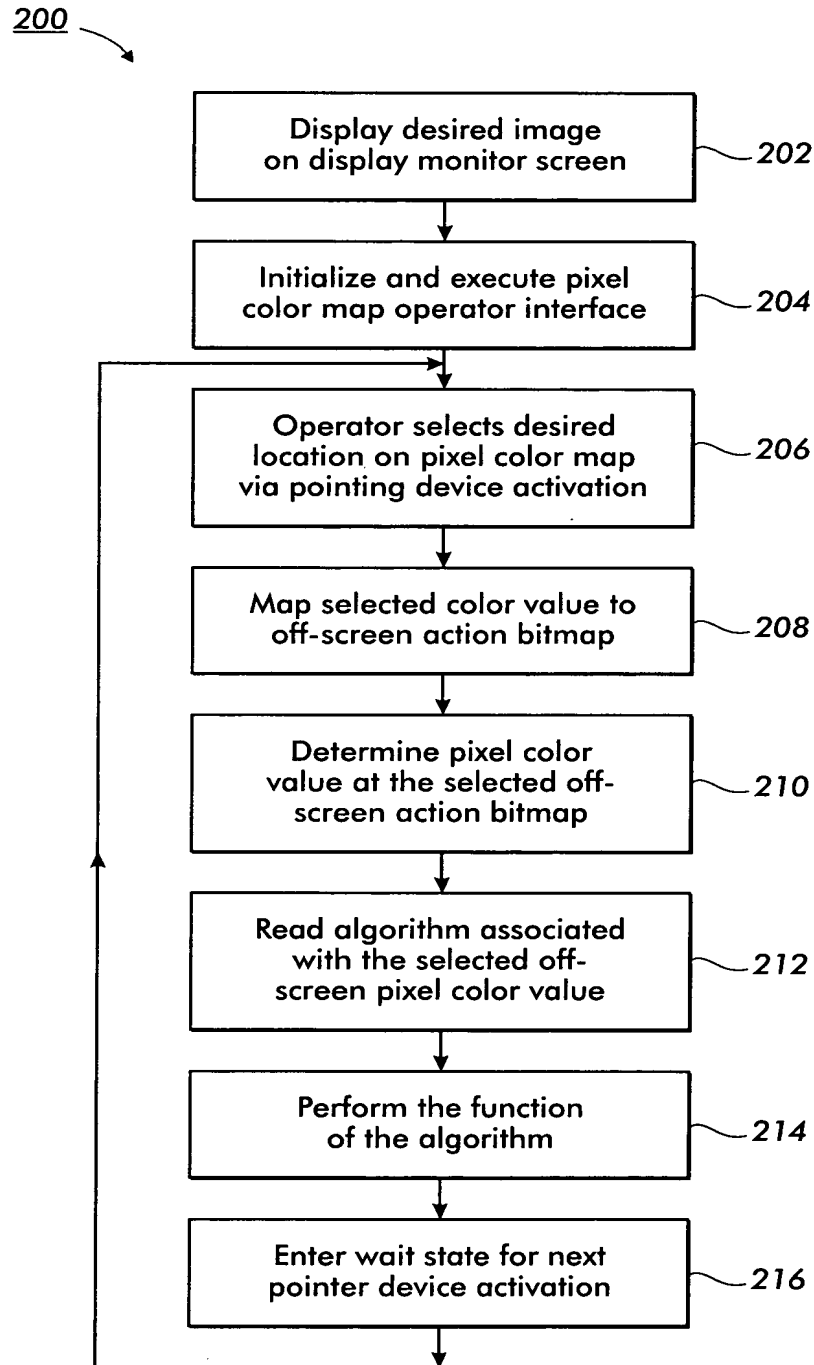 200
Display desired image
on display monitor screen
202
Initialize and execute pixel
color map operator interface
204
Operator selects desired
location on pixel color map
via pointing device activation
206
Map selected color value to
off-screen action bitmap
208
Determine pixel color
value at the selected off-
screen action bitmap
210
Read algorithm associated
with the selected off-
screen pixel color value
212
Perform the function
of the algorithm
214
Enter wait state for next
pointer device activation
216